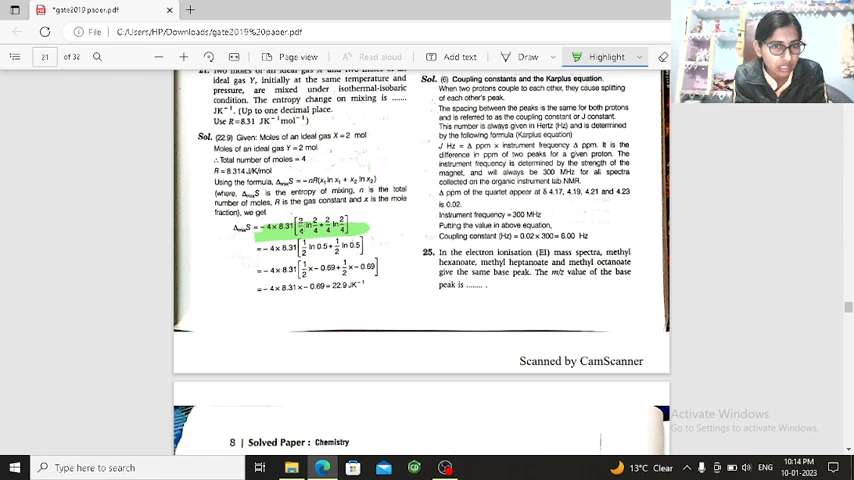 *gate2019 paoer.pdf
File
C:/Users/HP/Downloads/gate2019%20paoer.pdf
21
of 32
Page view
Read aloud
Add text
Draw
Highlight
ideal gas Y, initially at the same temperature and
pressure, are mixed under isothermal-isobaric
condition. The entropy change on mixing is ......
JK⁻¹. (Up to one decimal place.
Use R=8.31 JK⁻¹mol⁻¹)
Sol. (22.9) Given: Moles of an ideal gas X=2 mol
Moles of an ideal gas Y=2 mol
∴Total number of moles=4
R=8.314J/K/mol
Using the formula, ΔmixS=−nR(x₁ln x₁ + x₂ ln x₂)
(where, ΔmixS is the entropy of mixing, n is the total
number of moles, R is the gas constant and x is the mole
fraction), we get
ΔmixS=−4×8.31[2/4 ln 2/4 + 2/4 ln 2/4]
=−4×8.31[1/2 ln 0.5+1/2 ln 0.5]
=−4×8.31[1/2×−0.69+1/2×−0.69]
=−4×8.31×−0.69=22.9JK⁻¹
Sol. (6) Coupling constants and the Karplus equation.
When two protons couple to each other, they cause splitting
of each other's peak.
The spacing between the peaks is the same for both protons
and is referred to as the coupling constant or J constant.
This number is always given in Hertz (Hz) and is determined
by the following formula (Karplus equation)
J Hz=Δ ppm × instrument frequency Δ ppm. It is the
difference in ppm of two peaks for a given proton. The
instrument frequency is determined by the strength of the
magnet, and will always be 300 MHz for all spectra
collected on the organic instrument lab NMR.
Δ ppm of the quartet appear at δ 4.17, 4.19, 4.21 and 4.23
is 0.02.
Instrument frequency=300MHz
Putting the value in above equation,
Coupling constant (Hz)=0.02×300=6.00 Hz
25. In the electron ionisation (EI) mass spectra, methyl
hexanoate, methyl heptanoate and methyl octanoate
give the same base peak. The m/z value of the base
peak is ........ .
Scanned by CamScanner
8 | Solved Paper : Chemistry
Activate Windows
Go to Settings to activate Windows.
Type here to search
13°C Clear
ENG
10:14 PM
10-01-2023